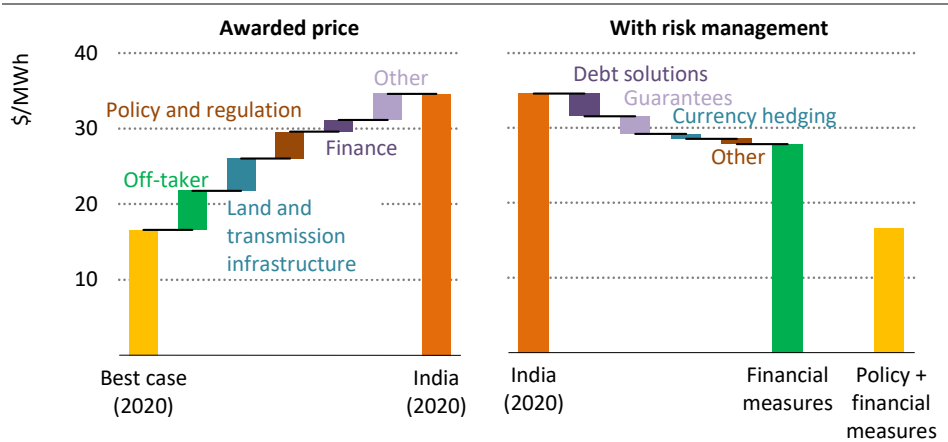 Awarded price
With risk management
$/MWh
40
30
20
10
Other
Policy and regulation
Finance
Off-taker
Land and
transmission
infrastructure
Best case
(2020)
India
(2020)
Debt solutions
Guarantees
Currency hedging
Other
India
(2020)
Financial
measures
Policy +
financial
measures